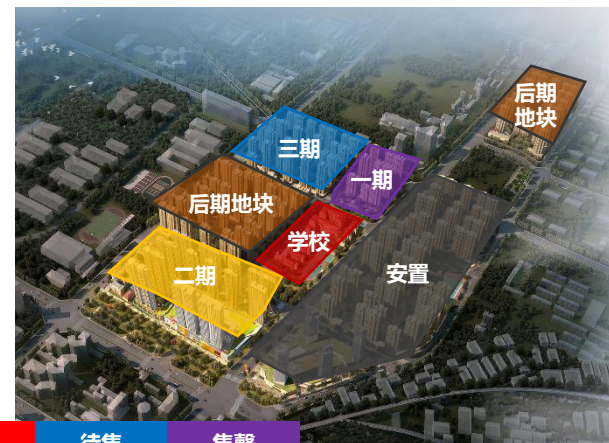 后期
地块
三期
一期
后期地块
学校
二期
安置
待售
售罄